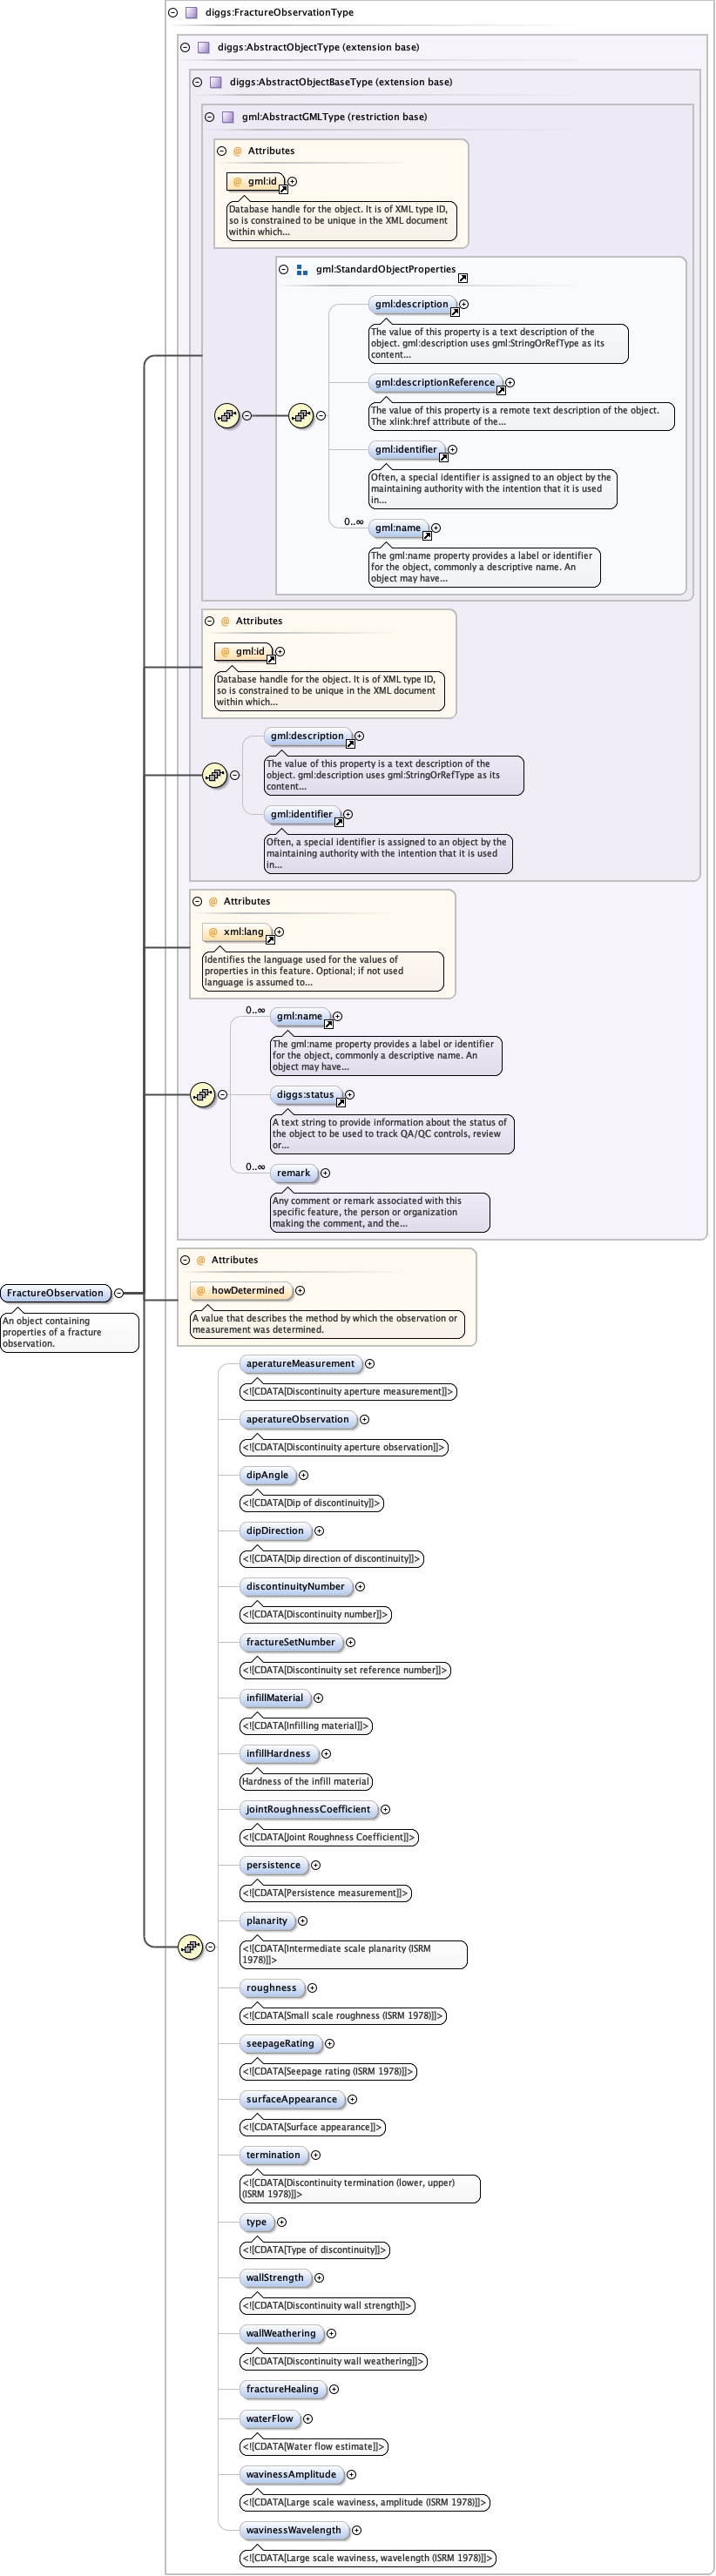 diggs:FractureObservationType
diggs:AbstractObjectType (extension base)
diggs:AbstractObjectBaseType (extension base)
gml:AbstractGMLType (restriction base)
@ Attributes
@ gml:id
Database handle for the object. It is of XML type ID,
so is constrained to be unique in the XML document
within which...
gml:StandardObjectProperties
gml:description
The value of this property is a text description of the
object. gml:description uses gml:StringOrRefType as its
content...
gml:descriptionReference
The value of this property is a remote text description of the object.
The xlink:href attribute of the...
gml:identifier
Often, a special identifier is assigned to an object by the
maintaining authority with the intention that it is used
in...
0..∞
gml:name
The gml:name property provides a label or identifier
for the object, commonly a descriptive name. An
object may have...
@ Attributes
@ gml:id
Database handle for the object. It is of XML type ID,
so is constrained to be unique in the XML document
within which...
gml:description
The value of this property is a text description of the
object. gml:description uses gml:StringOrRefType as its
content...
gml:identifier
Often, a special identifier is assigned to an object by the
maintaining authority with the intention that it is used
in...
@ Attributes
@ xml:lang
Identifies the language used for the values of
properties in this feature. Optional; if not used
language is assumed to...
0..∞
gml:name
The gml:name property provides a label or identifier
for the object, commonly a descriptive name. An
object may have...
diggs:status
A text string to provide information about the status of
the object to be used to track QA/QC controls, review
or...
0..∞
remark
Any comment or remark associated with this
specific feature, the person or organization
making the comment, and the...
@ Attributes
@ howDetermined
A value that describes the method by which the observation or
measurement was determined.
FractureObservation
An object containing
properties of a fracture
observation.
aperatureMeasurement
<![CDATA[Discontinuity aperture measurement]]>
aperatureObservation
<![CDATA[Discontinuity aperture observation]]>
dipAngle
<![CDATA[Dip of discontinuity]]>
dipDirection
<![CDATA[Dip direction of discontinuity]]>
discontinuityNumber
<![CDATA[Discontinuity number]]>
fractureSetNumber
<![CDATA[Discontinuity set reference number]]>
infillMaterial
<![CDATA[Infilling material]]>
infillHardness
Hardness of the infill material
jointRoughnessCoefficient
<![CDATA[Joint Roughness Coefficient]]>
persistence
<![CDATA[Persistence measurement]]>
planarity
<![CDATA[Intermediate scale planarity (ISRM
1978)]]>
roughness
<![CDATA[Small scale roughness (ISRM 1978)]]>
seepageRating
<![CDATA[Seepage rating (ISRM 1978)]]>
surfaceAppearance
<![CDATA[Surface appearance]]>
termination
<![CDATA[Discontinuity termination (lower, upper)
(ISRM 1978)]]>
type
<![CDATA[Type of discontinuity]]>
wallStrength
<![CDATA[Discontinuity wall strength]]>
wallWeathering
<![CDATA[Discontinuity wall weathering]]>
fractureHealing
waterFlow
<![CDATA[Water flow estimate]]>
wavinessAmplitude
<![CDATA[Large scale waviness, amplitude (ISRM 1978)]]>
wavinessWavelength
<![CDATA[Large scale waviness, wavelength (ISRM 1978)]]>